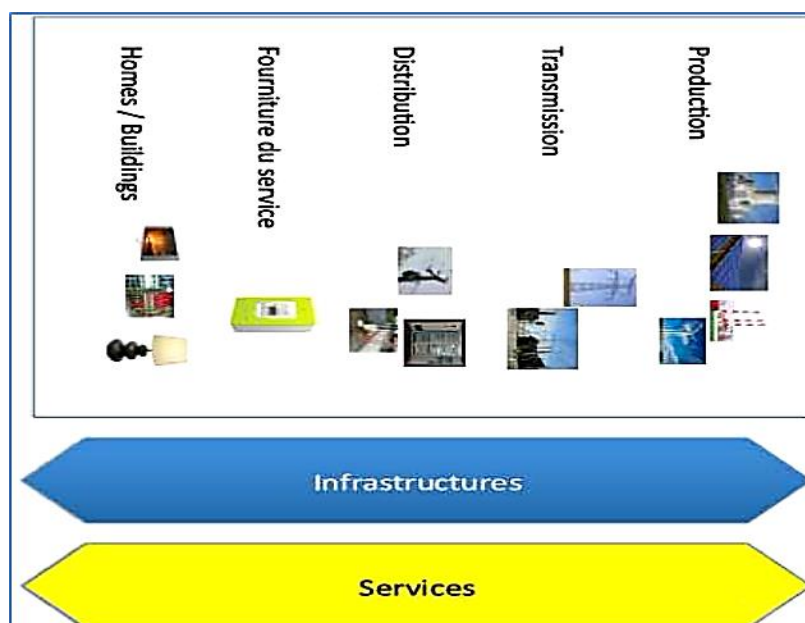 Homes / Buildings
Fourniture du service
Distribution
Transmission
Production
Infrastructures
Services